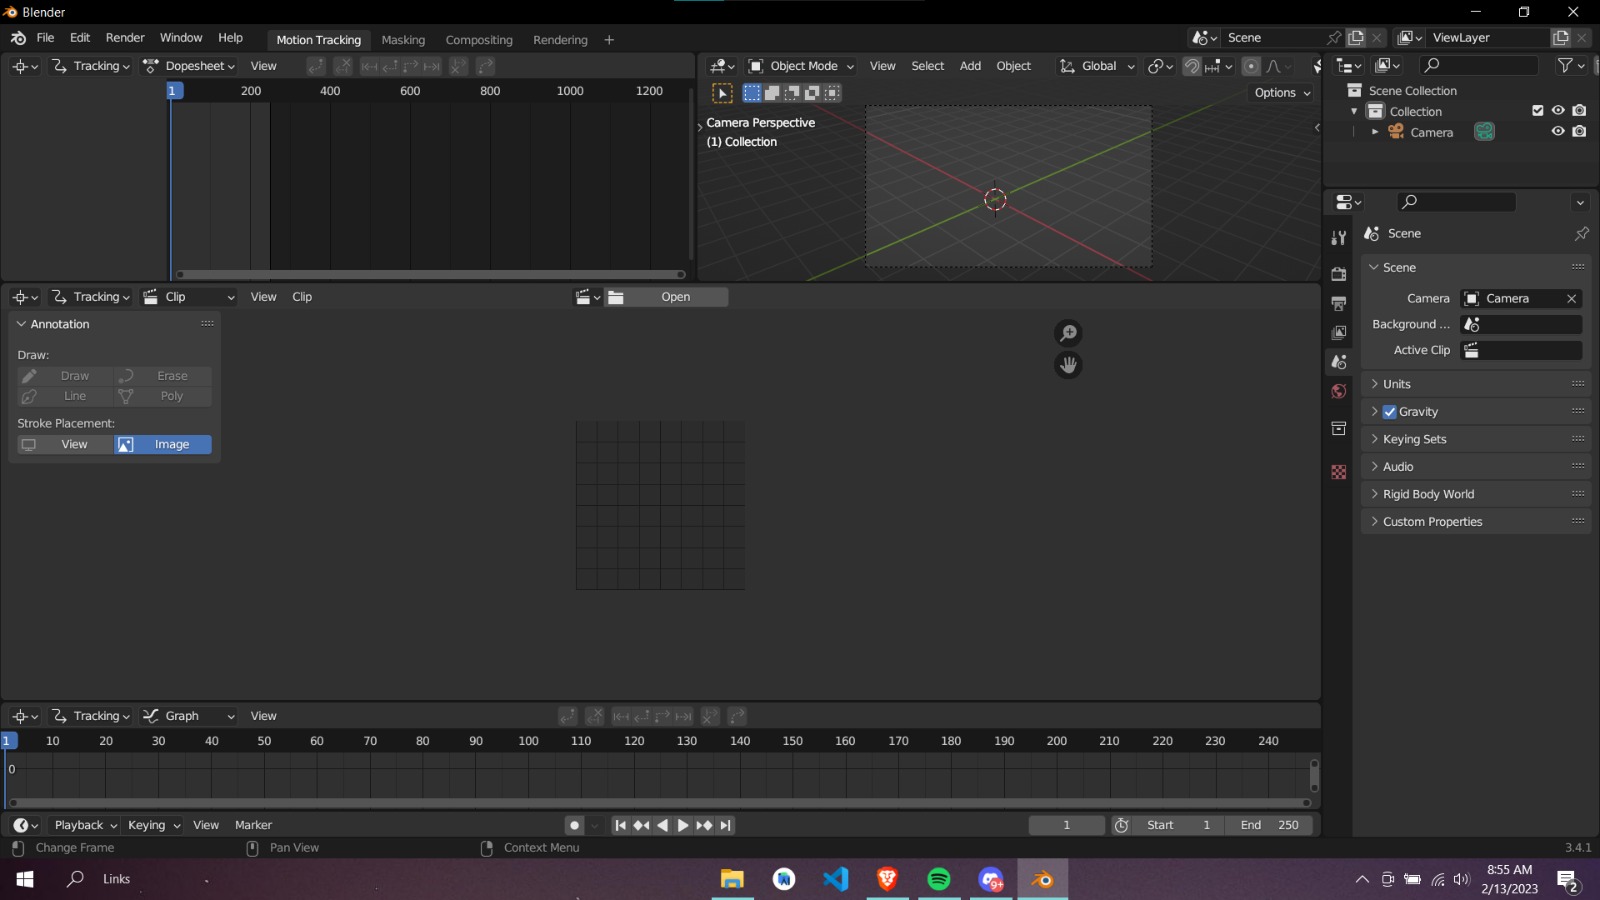 Blender
File Edit Render Window Help Motion Tracking Masking Compositing Rendering Scene ViewLayer
Tracking Dopesheet View
1 200 400 600 800 1000 1200
Object Mode View Select Add Object Global
Options
Camera Perspective
(1) Collection
Scene Collection
Collection
Camera
Tracking Clip View Clip Open
Annotation
Draw:
Draw Erase
Line Poly
Stroke Placement:
View Image
Scene
Scene
Camera Camera
Background ...
Active Clip
Units
Gravity
Keying Sets
Audio
Rigid Body World
Custom Properties
Tracking Graph View
1 10 20 30 40 50 60 70 80 90 100 110 120 130 140 150 160 170 180 190 200 210 220 230 240
0
Playback Keying View Marker 1 Start 1 End 250
Change Frame Pan View Context Menu 3.4.1
Links 9+ 8:55 AM
2/13/2023 2